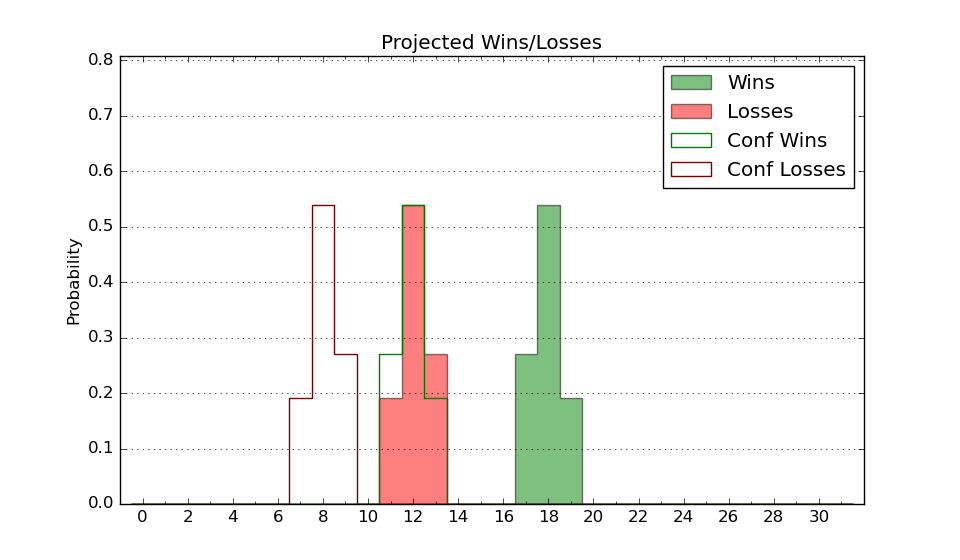 Projected Wins/Losses
0.8
0.7
0.6
0.5
0.4
0.3
0.2
0.1
0.0
Probability
Wins
Losses
Conf Wins
Conf Losses
0 2 4 6 8 10 12 14 16 18 20 22 24 26 28 30